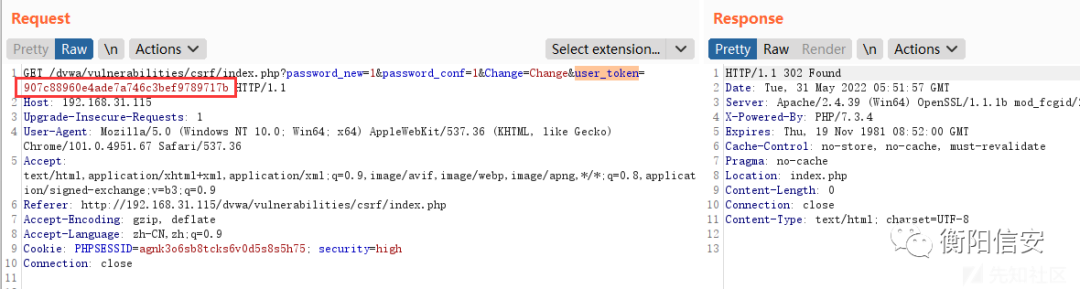 Request
Pretty Raw \n Actions Select extension...
1 GET /dvwa/vulnerabilities/csrf/index.php?password_new=1&password_conf=1&Change=Change&user_token=
907c88960e4ade7a746c3bef9789717b HTTP/1.1
2 Host: 192.168.31.115
3 Upgrade-Insecure-Requests: 1
4 User-Agent: Mozilla/5.0 (Windows NT 10.0; Win64; x64) AppleWebKit/537.36 (KHTML, like Gecko)
Chrome/101.0.4951.67 Safari/537.36
5 Accept:
text/html,application/xhtml+xml,application/xml;q=0.9,image/avif,image/webp,image/apng,*/*;q=0.8,applicat
ion/signed-exchange;v=b3;q=0.9
6 Referer: http://192.168.31.115/dvwa/vulnerabilities/csrf/index.php
7 Accept-Encoding: gzip, deflate
8 Accept-Language: zh-CN,zh;q=0.9
9 Cookie: PHPSESSID=agnk3o6sb8tcks6v0d5s8s5h75; security=high
10 Connection: close
11
12
Response
Pretty Raw Render \n Actions
1 HTTP/1.1 302 Found
2 Date: Tue, 31 May 2022 05:51:57 GMT
3 Server: Apache/2.4.39 (Win64) OpenSSL/1.1.1b mod_fcgid/2
4 X-Powered-By: PHP/7.3.4
5 Expires: Thu, 19 Nov 1981 08:52:00 GMT
6 Cache-Control: no-store, no-cache, must-revalidate
7 Pragma: no-cache
8 Location: index.php
9 Content-Length: 0
10 Connection: close
11 Content-Type: text/html; charset=UTF-8
12
13
衡阳信安
先知社区